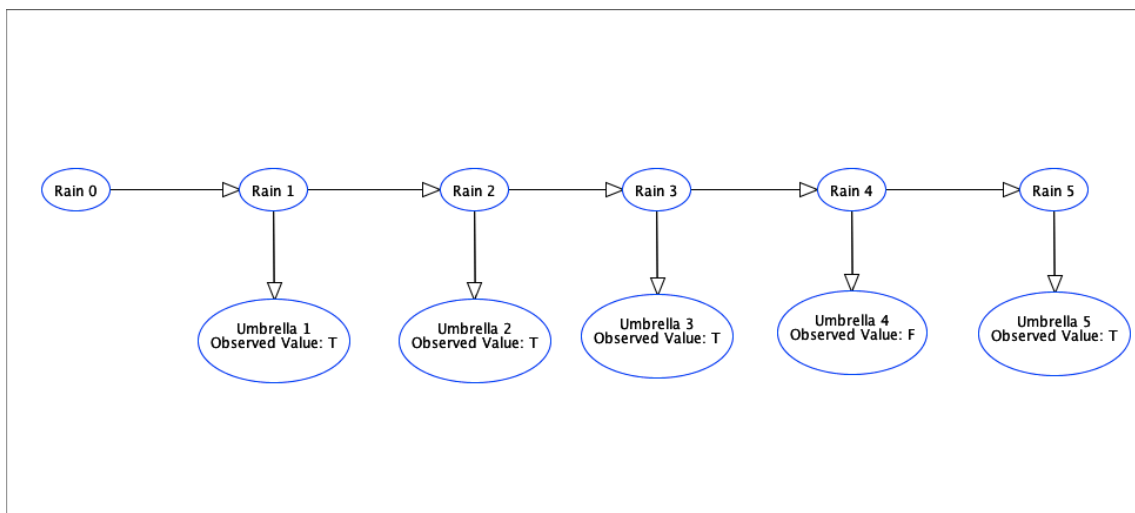 Rain 0
Rain 1
Rain 2
Rain 3
Rain 4
Rain 5
Umbrella 1
Observed Value: T
Umbrella 2
Observed Value: T
Umbrella 3
Observed Value: T
Umbrella 4
Observed Value: F
Umbrella 5
Observed Value: T